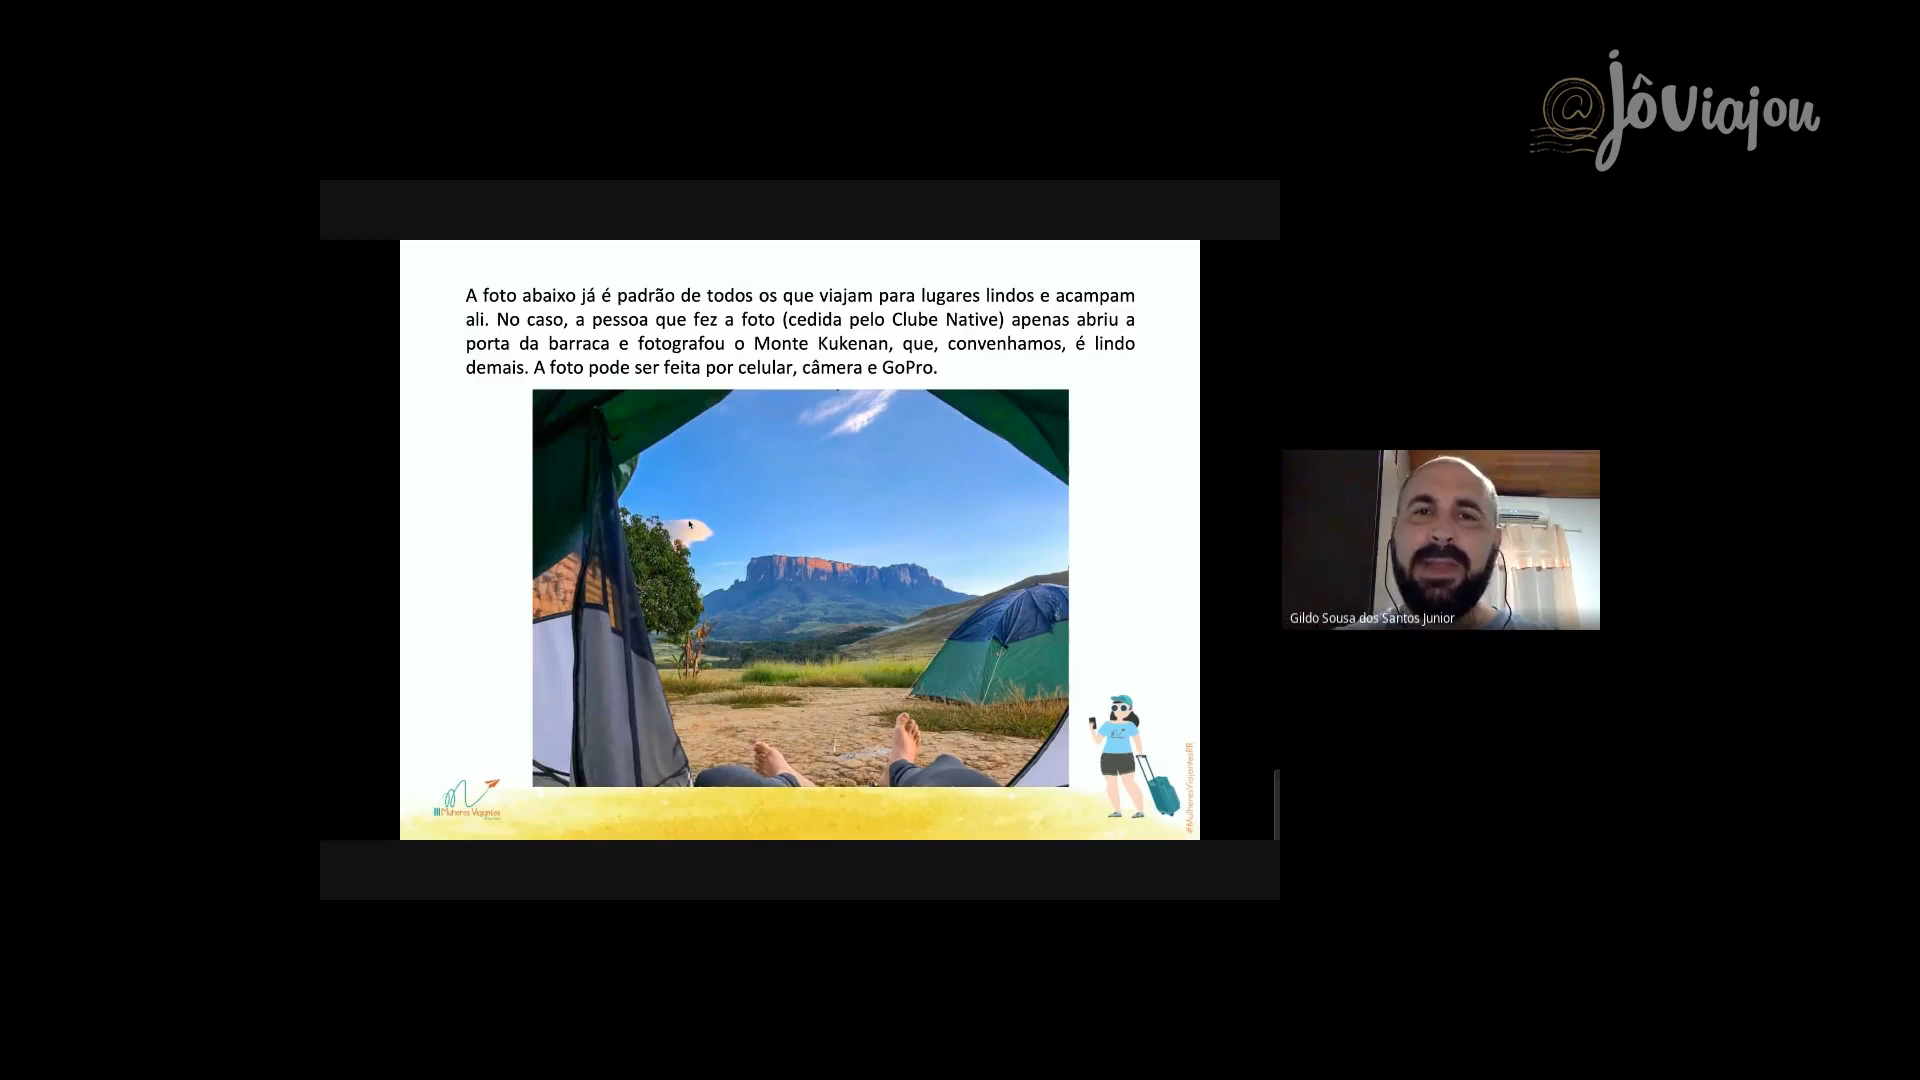 @jôviajou
A foto abaixo já é padrão de todos os que viajam para lugares lindos e acampam
ali. No caso, a pessoa que fez a foto (cedida pelo Clube Native) apenas abriu a
porta da barraca e fotografou o Monte Kukenan, que, convenhamos, é lindo
demais. A foto pode ser feita por celular, câmera e GoPro.
Gildo Sousa dos Santos Junior
III Mulheres Viajantes
#MulheresViajantesRR